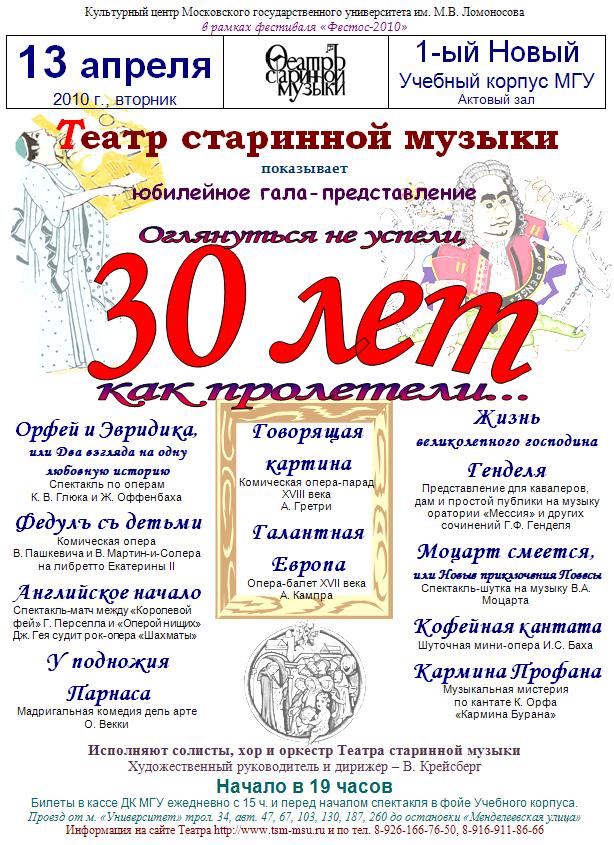 Культурный центр Московского государственного университета им. М.В. Ломоносова
в рамках фестиваля «Фестос-2010»
13 апреля
2010 г., вторник
Театръ
старинной
музыки
1-ый Новый
Учебный корпус МГУ
Актовый зал
Театр старинной музыки
показывает
юбилейное гала-представление
Оглянуться не успели,
30 лет
как пролетели...
Орфей и Эвридика,
или Два взгляда на одну
любовную историю
Спектакль по операм
К. В. Глюка и Ж. Оффенбаха
Федулъ съ детьми
Комическая опера
В. Пашкевича и В. Мартин-и-Солера
на либретто Екатерины II
Английское начало
Спектакль-матч между «Королевой
фей» Г. Перселла и «Оперой нищих»
Дж. Гея судит рок-опера «Шахматы»
У подножия
Парнаса
Мадригальная комедия дель арте
О. Векки
Говорящая
картина
Комическая опера-парад
XVIII века
А. Гретри
Галантная
Европа
Опера-балет XVII века
А. Кампра
Жизнь
великолепного господина
Генделя
Представление для кавалеров,
дам и простой публики на музыку
оратории «Мессия» и других
сочинений Г.Ф. Генделя
Моцарт смеется,
или Новые приключения Повесы
Спектакль-шутка на музыку В.А.
Моцарта
Кофейная кантата
Шуточная мини-опера И.С. Баха
Кармина Профана
Музыкальная мистерия
по кантате К. Орфа
«Кармина Бурана»
Исполняют солисты, хор и оркестр Театра старинной музыки
Художественный руководитель и дирижер – В. Крейсберг
Начало в 19 часов
Билеты в кассе ДК МГУ ежедневно с 15 ч. и перед началом спектакля в фойе Учебного корпуса.
Проезд от м. «Университет» трол. 34, авт. 47, 67, 103, 130, 187, 260 до остановки «Менделеевская улица»
Информация на сайте Театра http://www.tsm-msu.ru и по тел. 8-926-166-76-50, 8-916-911-86-66